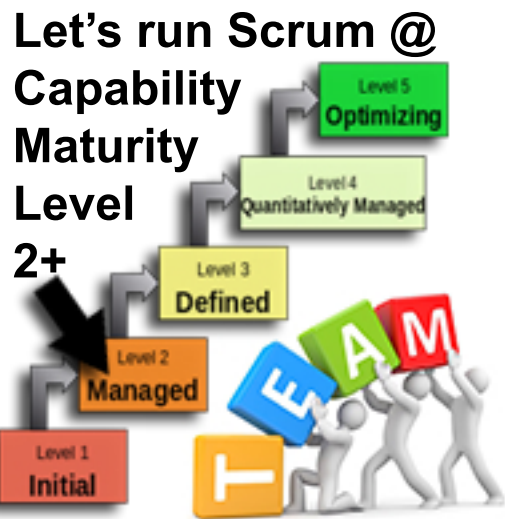 Let's run Scrum @
Capability
Maturity
Level
2+
Level 5
Optimizing
Level 4
Quantitatively Managed
Level 3
Defined
Level 2
Managed
Level 1
Initial
TEAM